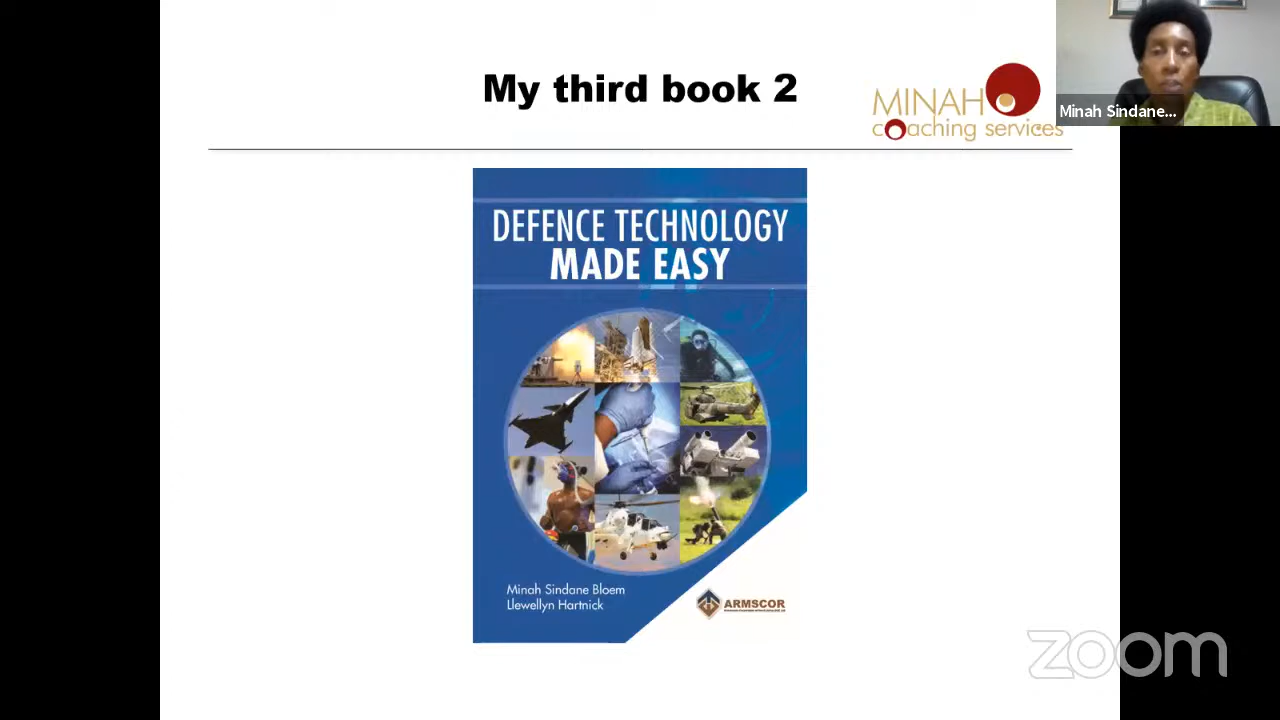 My third book 2
MINAH
coaching services
Minah Sindane...
DEFENCE TECHNOLOGY
MADE EASY
Minah Sindane Bloem
Llewellyn Hartnick
ARMSCOR
zoom